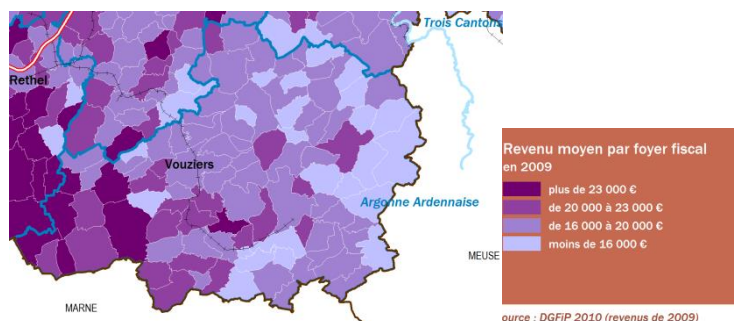 Trois Cantons
Rethel
Vouziers
Argonne Ardennaise
MEUSE
MARNE
Revenu moyen par foyer fiscal
en 2009
plus de 23 000 €
de 20 000 à 23 000 €
de 16 000 à 20 000 €
moins de 16 000 €
ource : DGFiP 2010 (revenus de 2009)